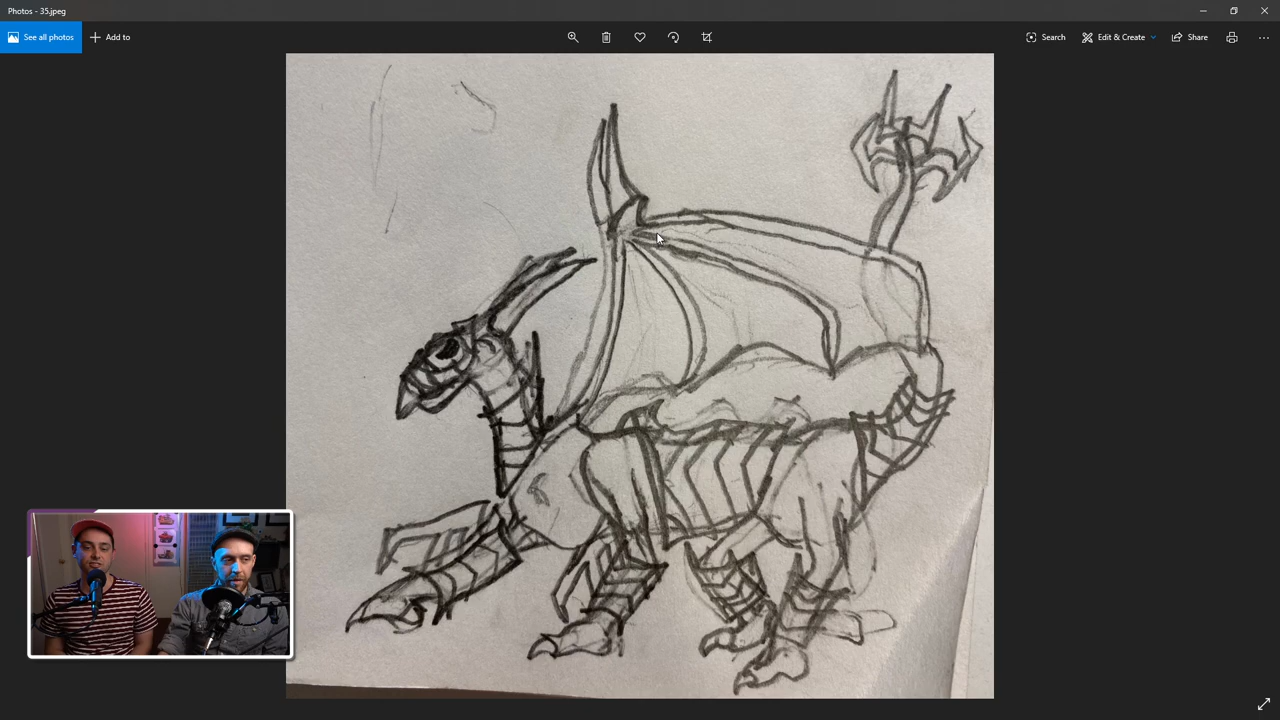 Photos - 35.jpeg
See all photos
Add to
Search
Edit & Create
Share